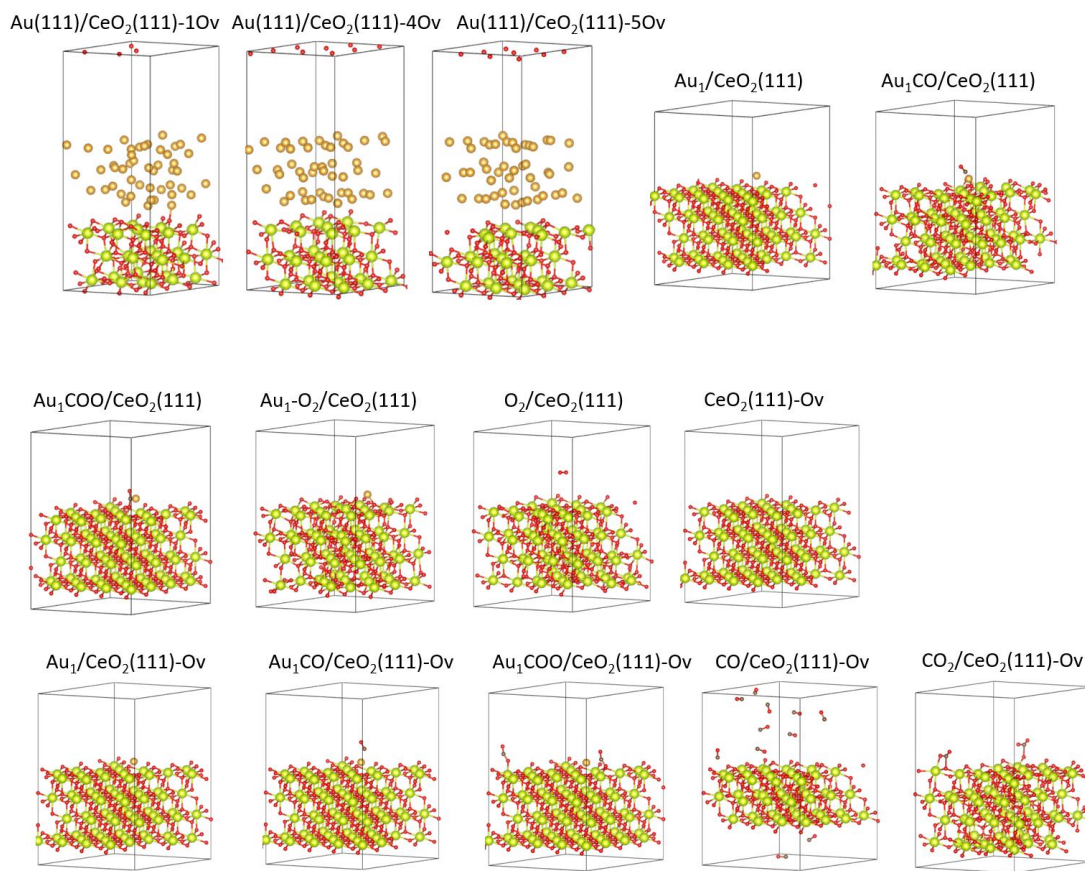 Au(111)/CeO₂(111)-1Ov
Au(111)/CeO₂(111)-4Ov
Au(111)/CeO₂(111)-5Ov
Au₁/CeO₂(111)
Au₁CO/CeO₂(111)
Au₁COO/CeO₂(111)
Au₁-O₂/CeO₂(111)
O₂/CeO₂(111)
CeO₂(111)-Ov
Au₁/CeO₂(111)-Ov
Au₁CO/CeO₂(111)-Ov
Au₁COO/CeO₂(111)-Ov
CO/CeO₂(111)-Ov
CO₂/CeO₂(111)-Ov